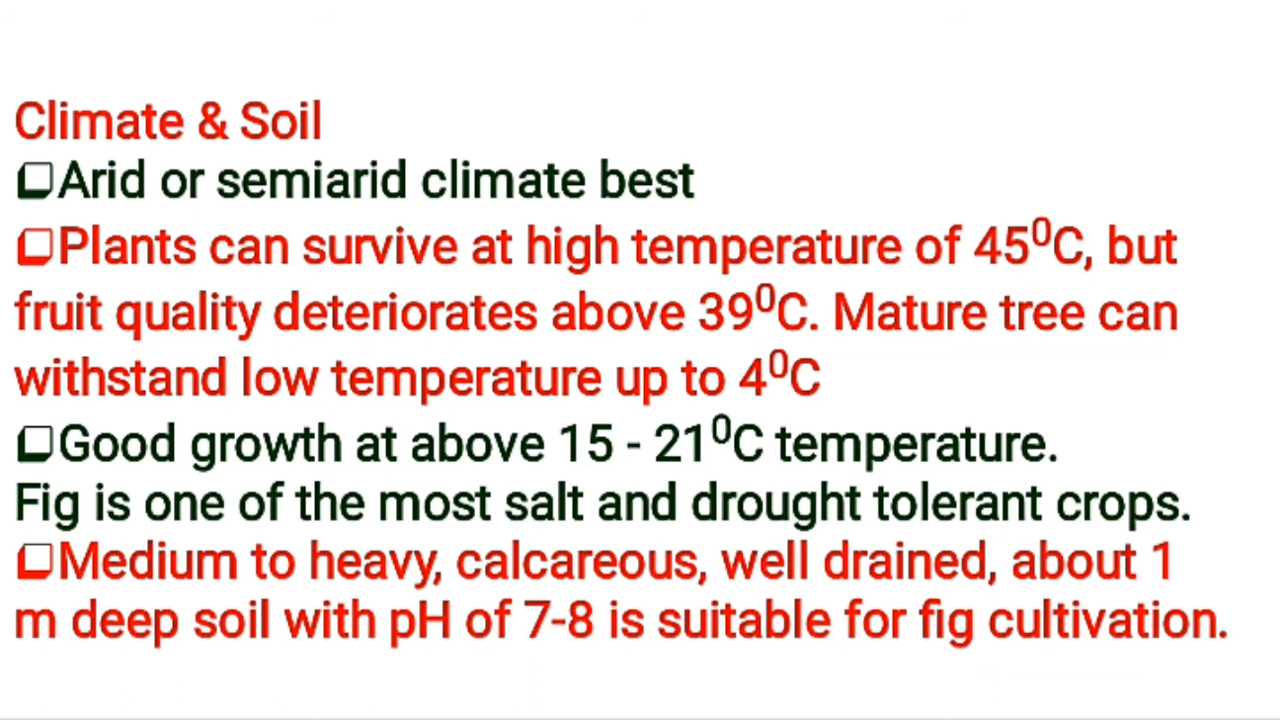 Climate & Soil
❑Arid or semiarid climate best
❑Plants can survive at high temperature of 45⁰C, but
fruit quality deteriorates above 39⁰C. Mature tree can
withstand low temperature up to 4⁰C
❑Good growth at above 15 - 21⁰C temperature.
Fig is one of the most salt and drought tolerant crops.
❑Medium to heavy, calcareous, well drained, about 1
m deep soil with pH of 7-8 is suitable for fig cultivation.